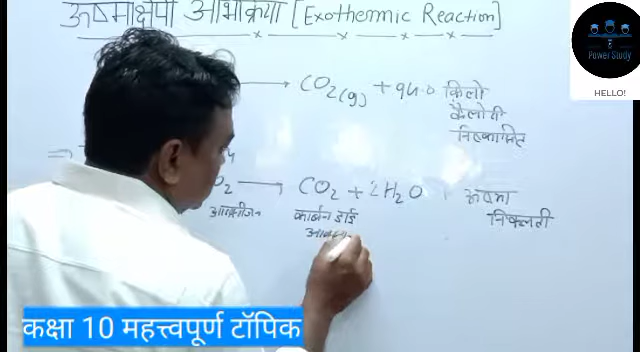 ऊष्माक्षेपी अभिक्रिया [Exothermic Reaction]
Power Study
HELLO!
→ CO₂(g) + 94.0 किलो
कैलोरी
निष्कासित
⇒
O₂ → CO₂ + 2H₂O + ऊष्मा
निकलती
ऑक्सीजन कार्बन डाई
कक्षा 10 महत्त्वपूर्ण टॉपिक